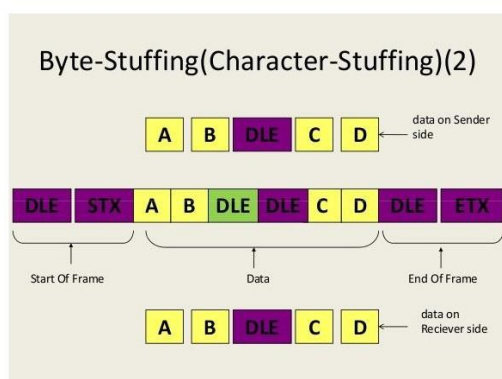 Byte-Stuffing(Character-Stuffing)(2)
A B DLE C D
data on Sender
side
DLE STX A B DLE DLE C D DLE ETX
Start Of Frame Data End Of Frame
A B DLE C D
data on
Reciever side